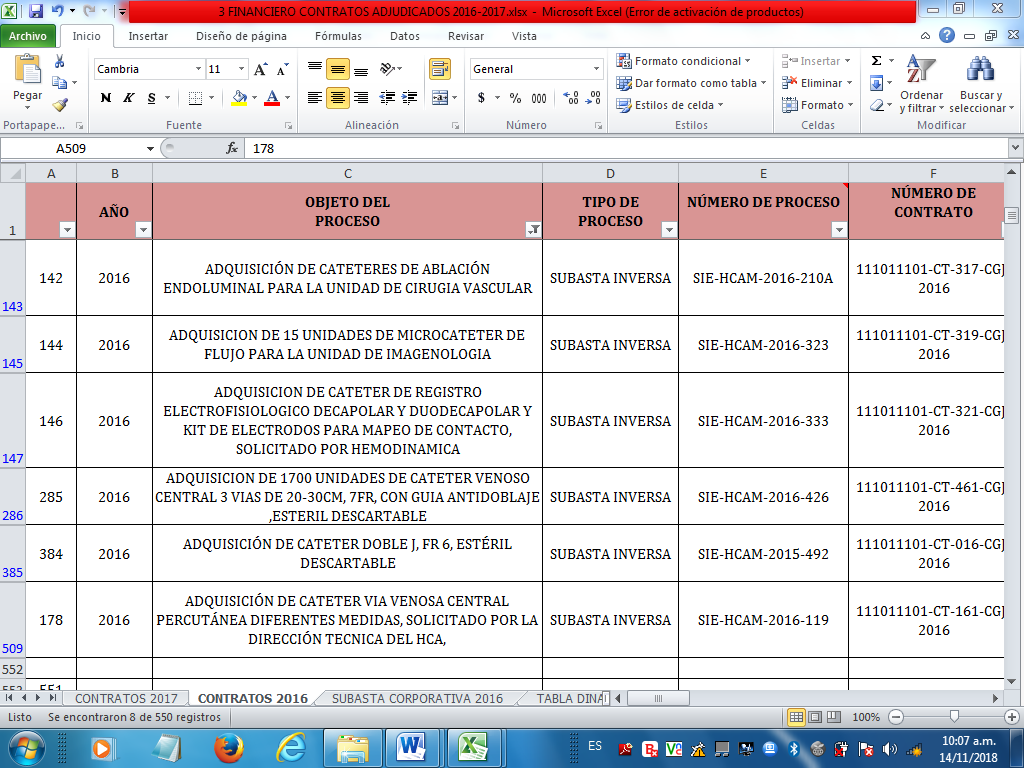 3 FINANCIERO CONTRATOS ADJUDICADOS 2016-2017.xlsx - Microsoft Excel (Error de activación de productos)
Archivo Inicio Insertar Diseño de página Fórmulas Datos Revisar Vista
Pegar
Cambria 11
N K S
General
$ % 000
Formato condicional
Dar formato como tabla
Estilos de celda
Insertar
Eliminar
Formato
Σ
Ordenar y filtrar
Buscar y seleccionar
Portapape... Fuente Alineación Número Estilos Celdas Modificar
A509 fx 178
A B C D E F
1 AÑO OBJETO DEL PROCESO TIPO DE PROCESO NÚMERO DE PROCESO NÚMERO DE CONTRATO
143 142 2016 ADQUISICIÓN DE CATETERES DE ABLACIÓN
ENDOLUMINAL PARA LA UNIDAD DE CIRUGIA VASCULAR SUBASTA INVERSA SIE-HCAM-2016-210A 111011101-CT-317-CGJ
2016
145 144 2016 ADQUISICION DE 15 UNIDADES DE MICROCATETER DE
FLUJO PARA LA UNIDAD DE IMAGENOLOGIA SUBASTA INVERSA SIE-HCAM-2016-323 111011101-CT-319-CGJ
2016
147 146 2016 ADQUISICION DE CATETER DE REGISTRO
ELECTROFISIOLOGICO DECAPOLAR Y DUODECAPOLAR Y
KIT DE ELECTRODOS PARA MAPEO DE CONTACTO,
SOLICITADO POR HEMODINAMICA SUBASTA INVERSA SIE-HCAM-2016-333 111011101-CT-321-CGJ
2016
286 285 2016 ADQUISICION DE 1700 UNIDADES DE CATETER VENOSO
CENTRAL 3 VIAS DE 20-30CM, 7FR, CON GUIA ANTIDOBLAJE
,ESTERIL DESCARTABLE SUBASTA INVERSA SIE-HCAM-2016-426 111011101-CT-461-CGJ
2016
385 384 2016 ADQUISICIÓN DE CATETER DOBLE J, FR 6, ESTÉRIL
DESCARTABLE SUBASTA INVERSA SIE-HCAM-2015-492 111011101-CT-016-CGJ
2016
509 178 2016 ADQUISICIÓN DE CATETER VIA VENOSA CENTRAL
PERCUTÁNEA DIFERENTES MEDIDAS, SOLICITADO POR LA
DIRECCIÓN TECNICA DEL HCA, SUBASTA INVERSA SIE-HCAM-2016-119 111011101-CT-161-CGJ
2016
552
553 551
CONTRATOS 2017 CONTRATOS 2016 SUBASTA CORPORATIVA 2016 TABLA DINA
Listo Se encontraron 8 de 550 registros 100%
ES 10:07 a.m.
14/11/2018